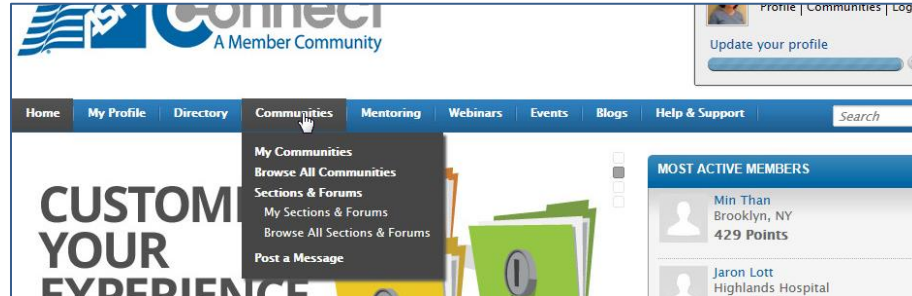 Connect
A Member Community
Profile | Communities | Log
Update your profile
Home My Profile Directory Communities Mentoring Webinars Events Blogs Help & Support Search
My Communities
Browse All Communities
Sections & Forums
My Sections & Forums
Browse All Sections & Forums
Post a Message
CUSTOMI
YOUR
EXPERIENCE
MOST ACTIVE MEMBERS
Min Than
Brooklyn, NY
429 Points
Jaron Lott
Highlands Hospital